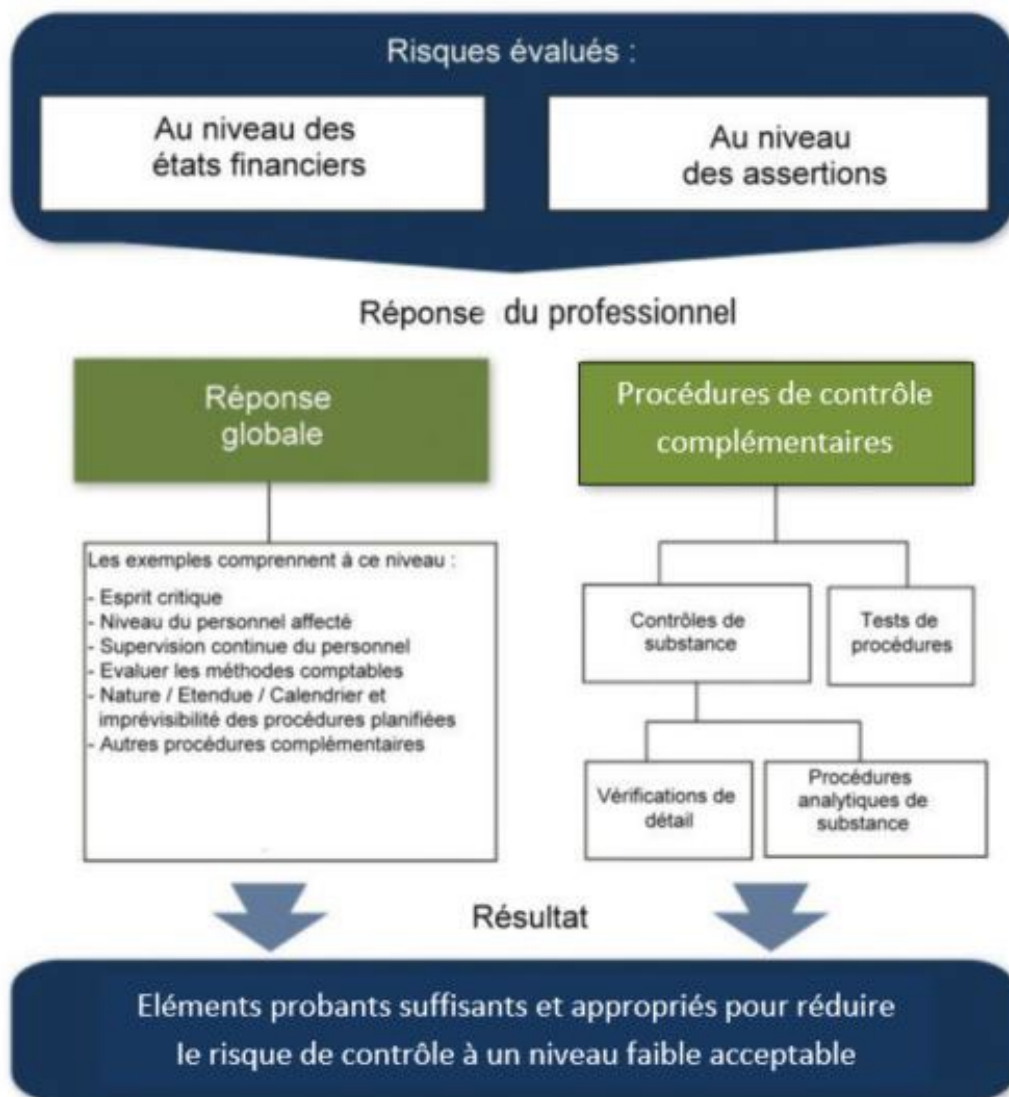 Risques évalués :
Au niveau des
états financiers
Au niveau
des assertions
Réponse du professionnel
Réponse
globale
Procédures de contrôle
complémentaires
Les exemples comprennent à ce niveau :
- Esprit critique
- Niveau du personnel affecté
- Supervision continue du personnel
- Evaluer les méthodes comptables
- Nature / Etendue / Calendrier et
imprévisibilité des procédures planifiées
- Autres procédures complémentaires
Contrôles de
substance
Tests de
procédures
Vérifications de
détail
Procédures
analytiques de
substance
Résultat
Eléments probants suffisants et appropriés pour réduire
le risque de contrôle à un niveau faible acceptable